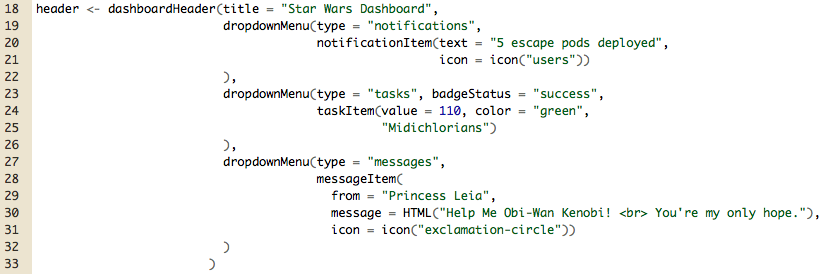 18 header <- dashboardHeader(title = "Star Wars Dashboard",
19                           dropdownMenu(type = "notifications",
20                                        notificationItem(text = "5 escape pods deployed",
21                                                         icon = icon("users"))
22                           ),
23                           dropdownMenu(type = "tasks", badgeStatus = "success",
24                                        taskItem(value = 110, color = "green",
25                                                 "Midichlorians")
26                           ),
27                           dropdownMenu(type = "messages",
28                                        messageItem(
29                                          from = "Princess Leia",
30                                          message = HTML("Help Me Obi-Wan Kenobi! <br> You're my only hope."),
31                                          icon = icon("exclamation-circle"))
32                           )
33                         )